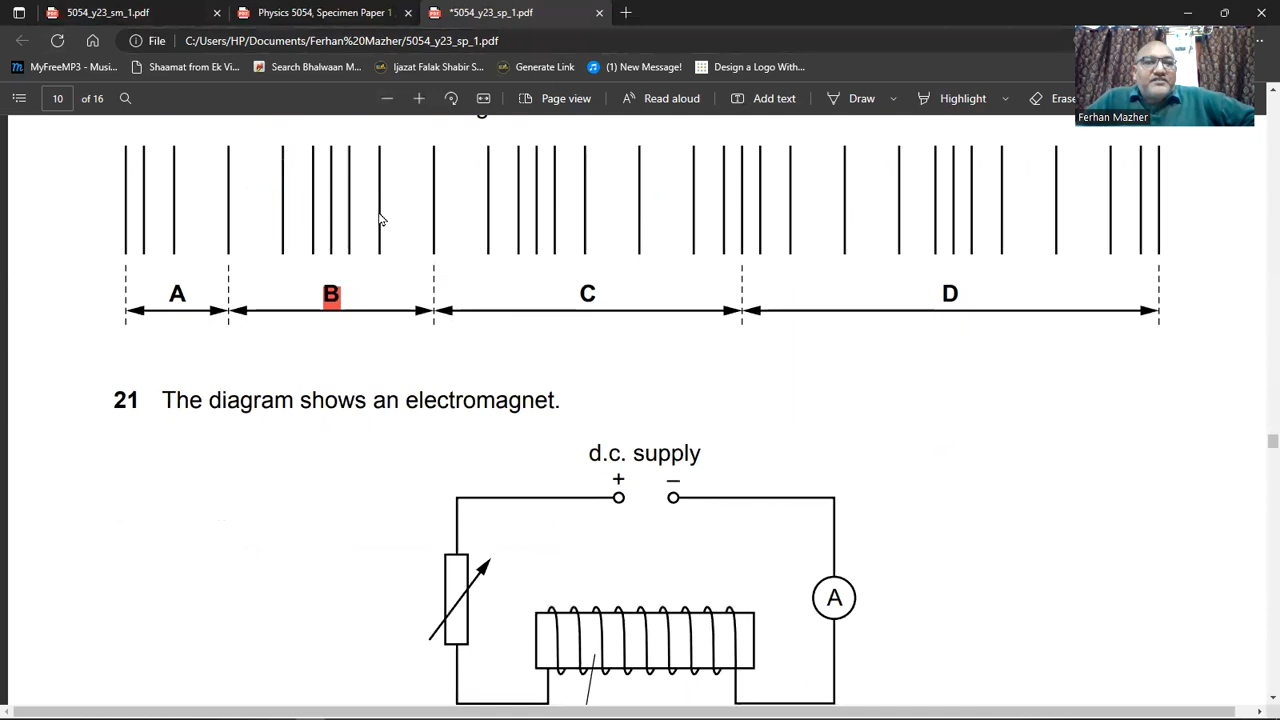 5054_y23_sm_1.pdf
Physics 5054, Specimen Paper 1
*5054_y23_sp_1.pdf
File
C:/Users/HP/Documents/Ferhan%20Mazher/5054_y23_sp_1
MyFreeMP3 - Musi...
Shaamat from Ek Vi...
Search Bhulwaan M...
Ijazat Falak Shabir...
Generate Link
(1) New Message!
Design a Logo With...
10 of 16
Page view
Read aloud
Add text
Draw
Highlight
Erase
Ferhan Mazher
A
B
C
D
21 The diagram shows an electromagnet.
d.c. supply
+ –
A